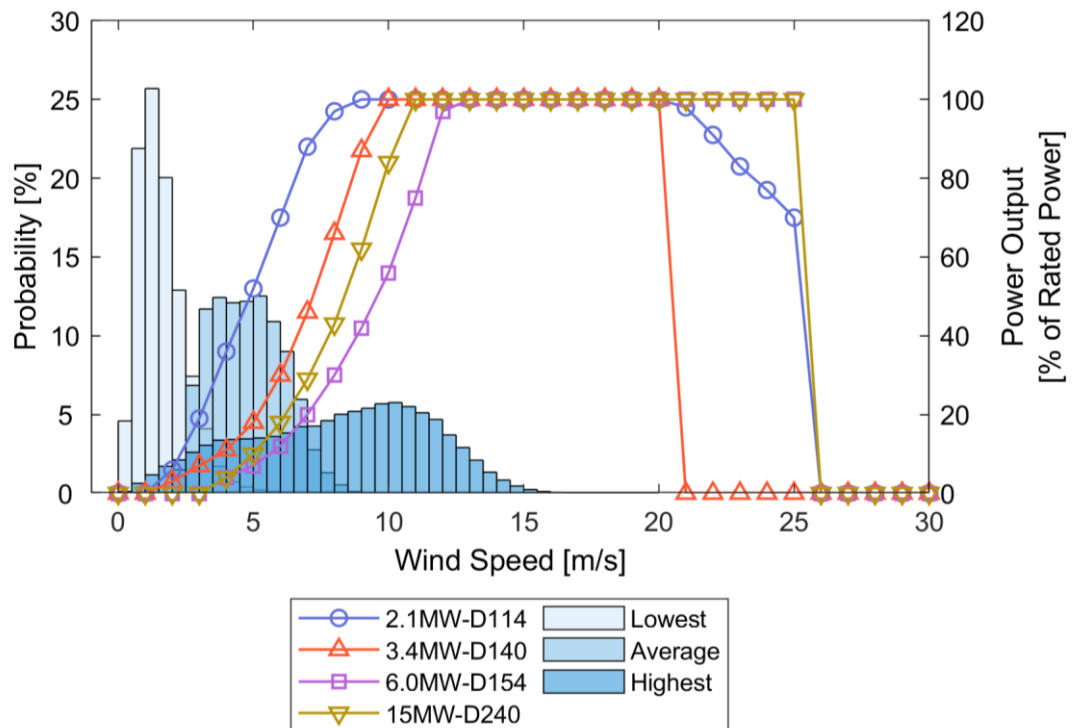 30
25
20
15
10
5
0
Probability [%]
120
100
80
60
40
20
0
Power Output
[% of Rated Power]
0
5
10
15
20
25
30
Wind Speed [m/s]
2.1MW-D114
3.4MW-D140
6.0MW-D154
15MW-D240
Lowest
Average
Highest